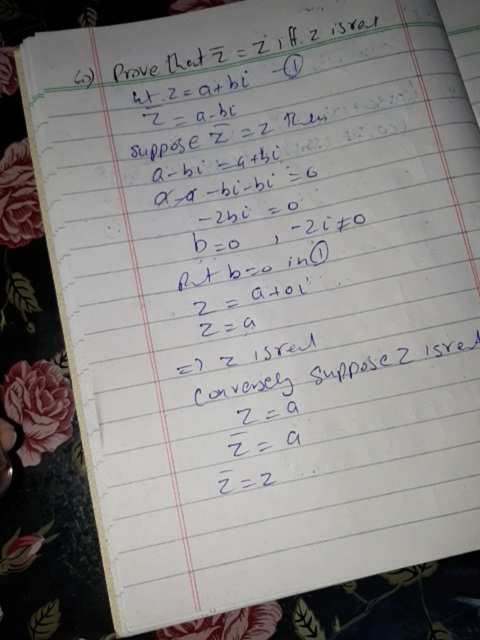 (v) Prove that z̅ = z iff z is real
let z = a+bi —①
z̅ = a-bi
Suppose z̅ = z Then
a-bi = a+bi
a-a-bi-bi = 0
-2bi = 0
b=0 , -2i≠0
Put b=0 in ①
z = a+0i
z=a
=> z is real
Conversely suppose z is real
z = a
z̅ = a
z̅ = z